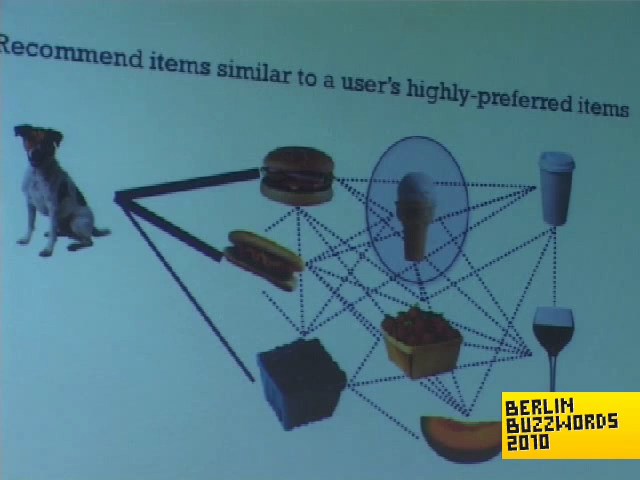 Recommend items similar to a user's highly-preferred items
BERLIN
BUZZWORDS
2010